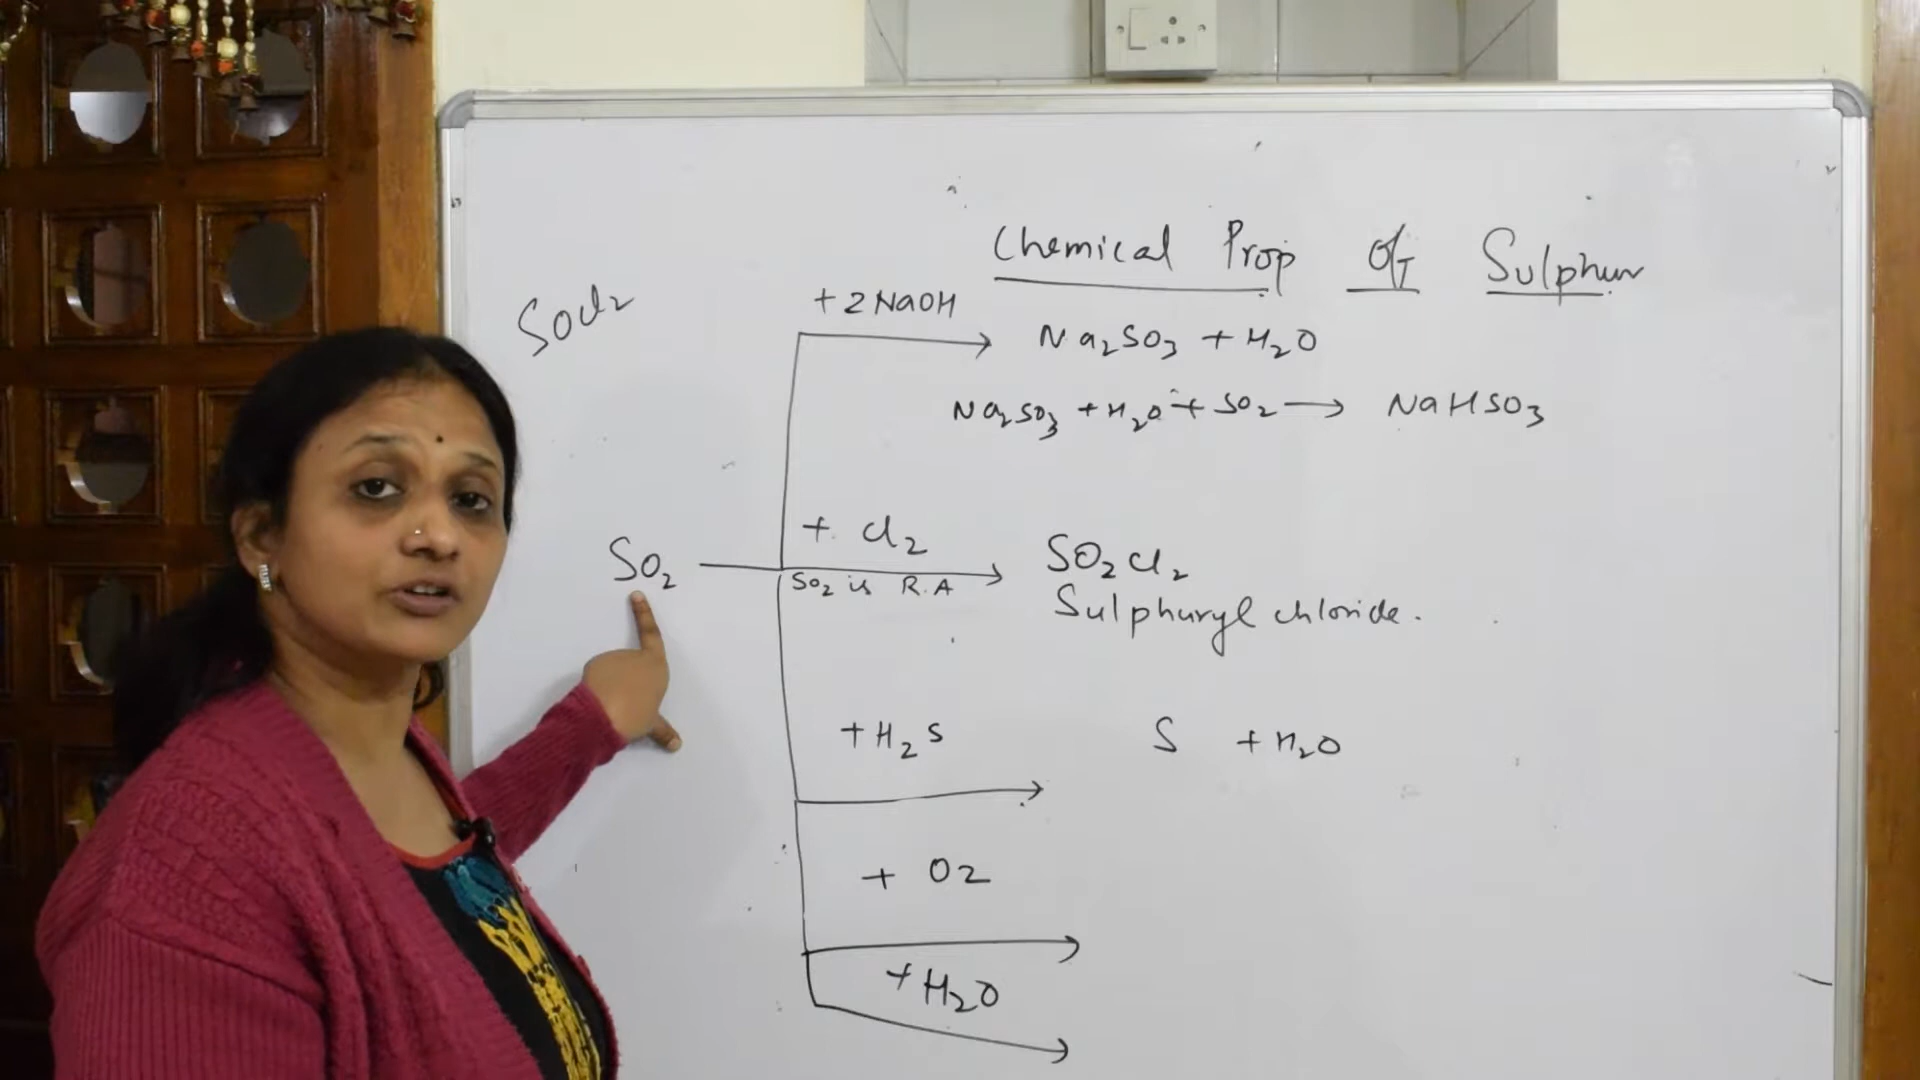 Chemical Prop of Sulphur
SOCl2
+2NaOH
Na2SO3 + H2O
Na2SO3 + H2O + SO2 → NaHSO3
+ Cl2
SO2
SO2 is R.A
SO2Cl2
Sulphuryl chloride.
+H2S
S + H2O
+ O2
+H2O